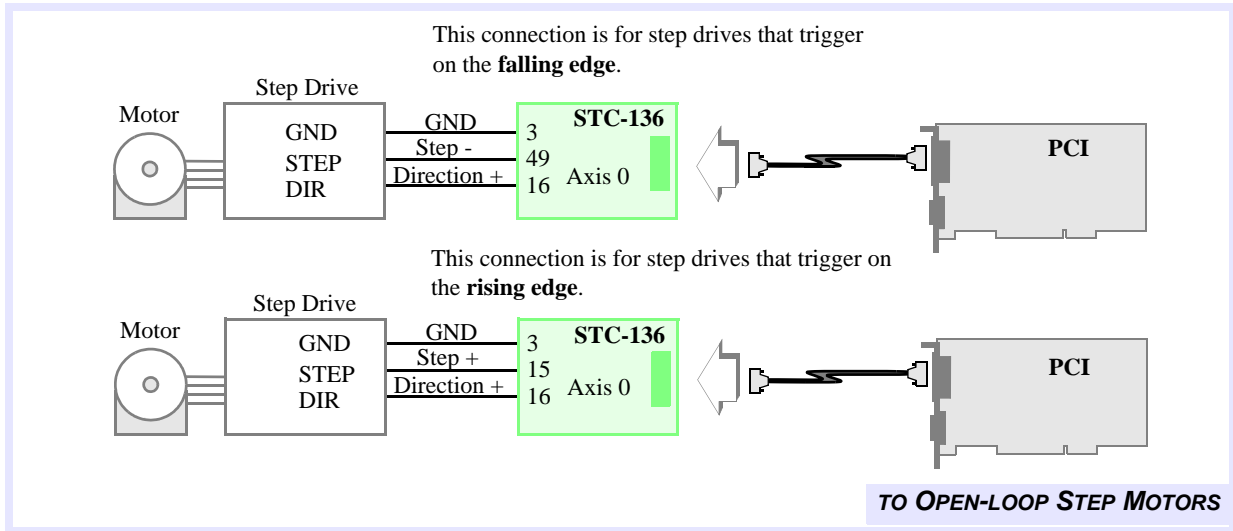 This connection is for step drives that trigger
on the falling edge.
Step Drive
Motor
GND
STEP
DIR
GND
Step -
Direction +
STC-136
3
49
16
Axis 0
PCI
This connection is for step drives that trigger on
the rising edge.
Step Drive
Motor
GND
STEP
DIR
GND
Step +
Direction +
STC-136
3
15
16
Axis 0
PCI
TO OPEN-LOOP STEP MOTORS